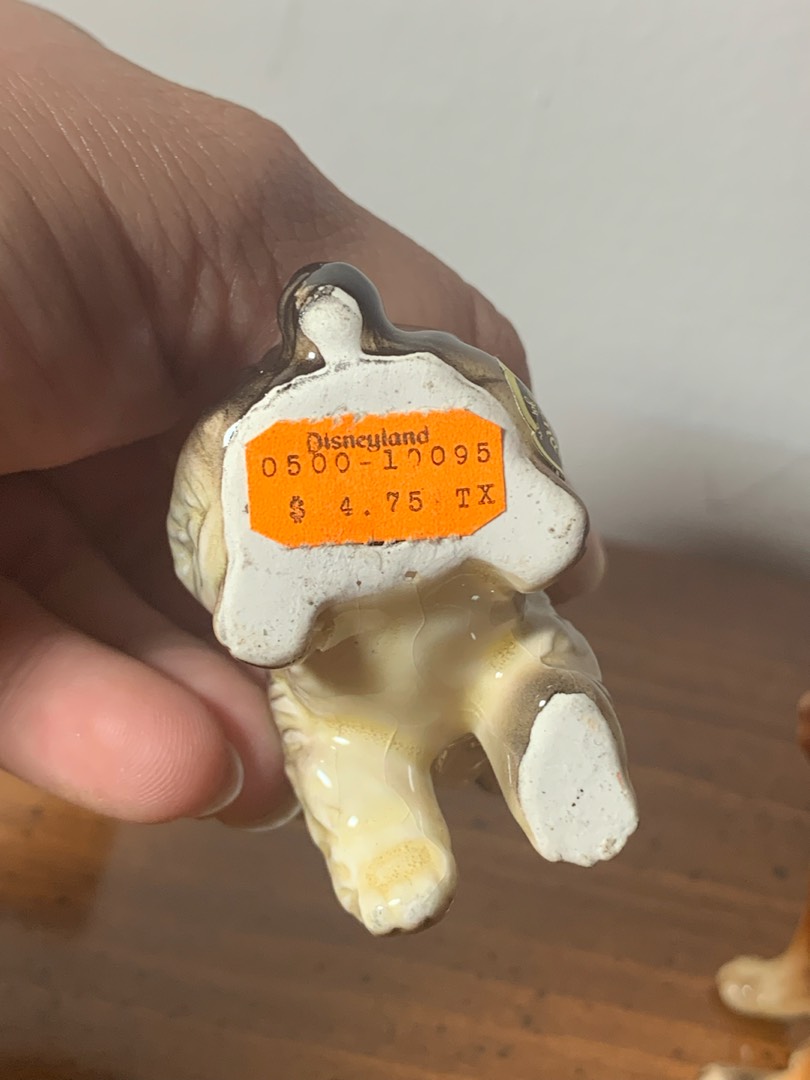 Disneyland
0500-10095
$ 4.75 TX